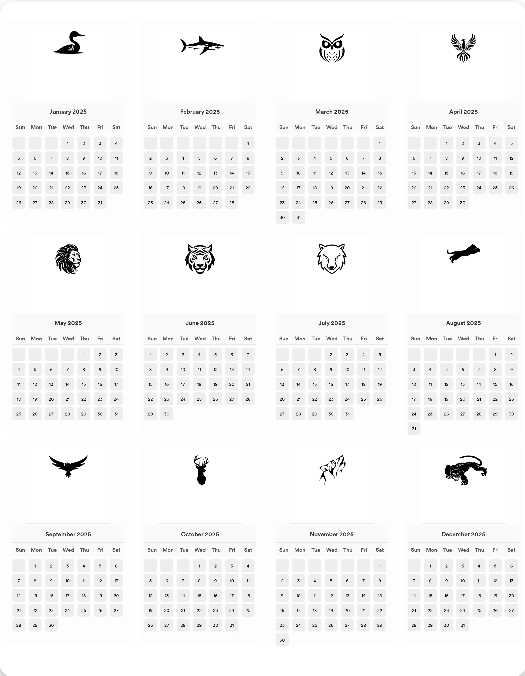 January 2025
Sun Mon Tue Wed Thu Fri Sat
1 2 3 4
5 6 7 8 9 10 11
12 13 14 15 16 17 18
19 20 21 22 23 24 25
26 27 28 29 30 31
February 2025
Sun Mon Tue Wed Thu Fri Sat
1
2 3 4 5 6 7 8
9 10 11 12 13 14 15
16 17 18 19 20 21 22
23 24 25 26 27 28
March 2025
Sun Mon Tue Wed Thu Fri Sat
1
2 3 4 5 6 7 8
9 10 11 12 13 14 15
16 17 18 19 20 21 22
23 24 25 26 27 28 29
30 31
April 2025
Sun Mon Tue Wed Thu Fri Sat
1 2 3 4 5
6 7 8 9 10 11 12
13 14 15 16 17 18 19
20 21 22 23 24 25 26
27 28 29 30
May 2025
Sun Mon Tue Wed Thu Fri Sat
1 2 3
4 5 6 7 8 9 10
11 12 13 14 15 16 17
18 19 20 21 22 23 24
25 26 27 28 29 30 31
June 2025
Sun Mon Tue Wed Thu Fri Sat
1 2 3 4 5 6 7
8 9 10 11 12 13 14
15 16 17 18 19 20 21
22 23 24 25 26 27 28
29 30
July 2025
Sun Mon Tue Wed Thu Fri Sat
1 2 3 4 5
6 7 8 9 10 11 12
13 14 15 16 17 18 19
20 21 22 23 24 25 26
27 28 29 30 31
August 2025
Sun Mon Tue Wed Thu Fri Sat
1 2
3 4 5 6 7 8 9
10 11 12 13 14 15 16
17 18 19 20 21 22 23
24 25 26 27 28 29 30
31
September 2025
Sun Mon Tue Wed Thu Fri Sat
1 2 3 4 5 6
7 8 9 10 11 12 13
14 15 16 17 18 19 20
21 22 23 24 25 26 27
28 29 30
October 2025
Sun Mon Tue Wed Thu Fri Sat
1 2 3 4
5 6 7 8 9 10 11
12 13 14 15 16 17 18
19 20 21 22 23 24 25
26 27 28 29 30 31
November 2025
Sun Mon Tue Wed Thu Fri Sat
1
2 3 4 5 6 7 8
9 10 11 12 13 14 15
16 17 18 19 20 21 22
23 24 25 26 27 28 29
30
December 2025
Sun Mon Tue Wed Thu Fri Sat
1 2 3 4 5 6
7 8 9 10 11 12 13
14 15 16 17 18 19 20
21 22 23 24 25 26 27
28 29 30 31